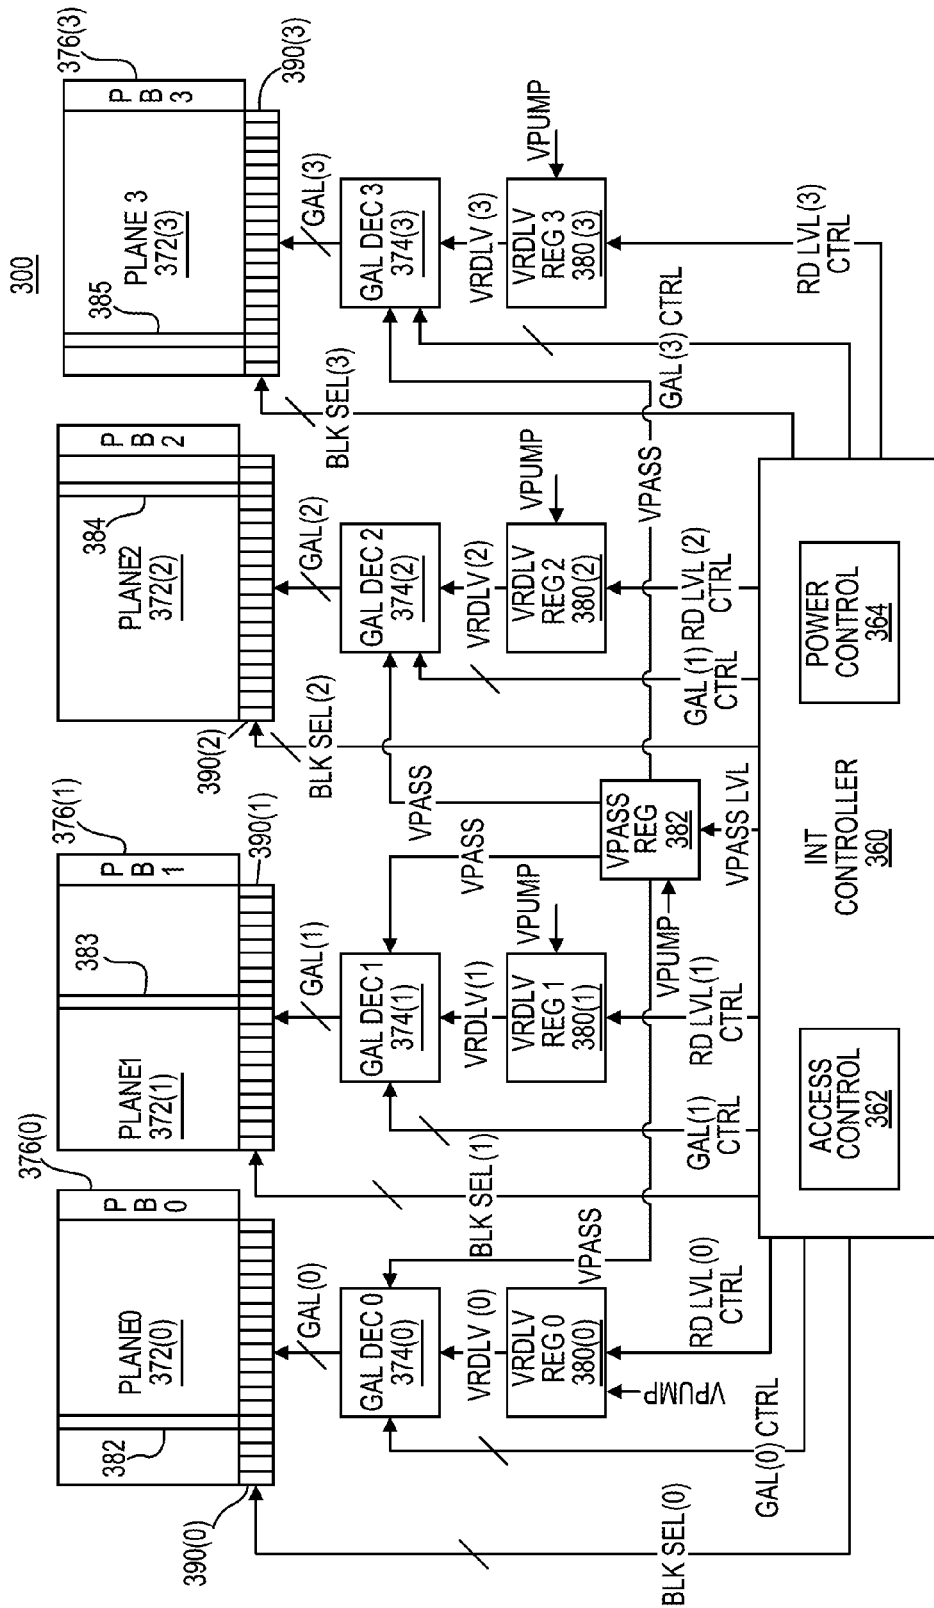 300
376(0)
376(1)
376(3)
PLANE0
372(0)
P
B
0
382
390(0)
PLANE1
372(1)
P
B
1
383
390(1)
PLANE2
372(2)
P
B
2
384
390(2)
PLANE 3
372(3)
P
B
3
385
390(3)
GAL(0)
GAL(1)
GAL(2)
GAL(3)
BLK SEL(0)
BLK SEL(1)
BLK SEL(2)
BLK SEL(3)
GAL DEC 0
374(0)
GAL DEC 1
374(1)
GAL DEC 2
374(2)
GAL DEC 3
374(3)
VPASS
VPASS
VPASS
VPASS
VRDLV (0)
VRDLV (1)
VRDLV (2)
VRDLV (3)
VRDLV
REG 0
380(0)
VRDLV
REG 1
380(1)
VRDLV
REG 2
380(2)
VRDLV
REG 3
380(3)
VPUMP
VPUMP
VPUMP
VPUMP
VPUMP
VPASS
REG
382
VPASS LVL
GAL(0) CTRL
RD LVL(0)
CTRL
GAL(1)
CTRL
RD LVL(1)
CTRL
GAL(1)
CTRL
RD LVL(2)
CTRL
GAL(3) CTRL
RD LVL(3)
CTRL
ACCESS
CONTROL
362
INT
CONTROLLER
360
POWER
CONTROL
364